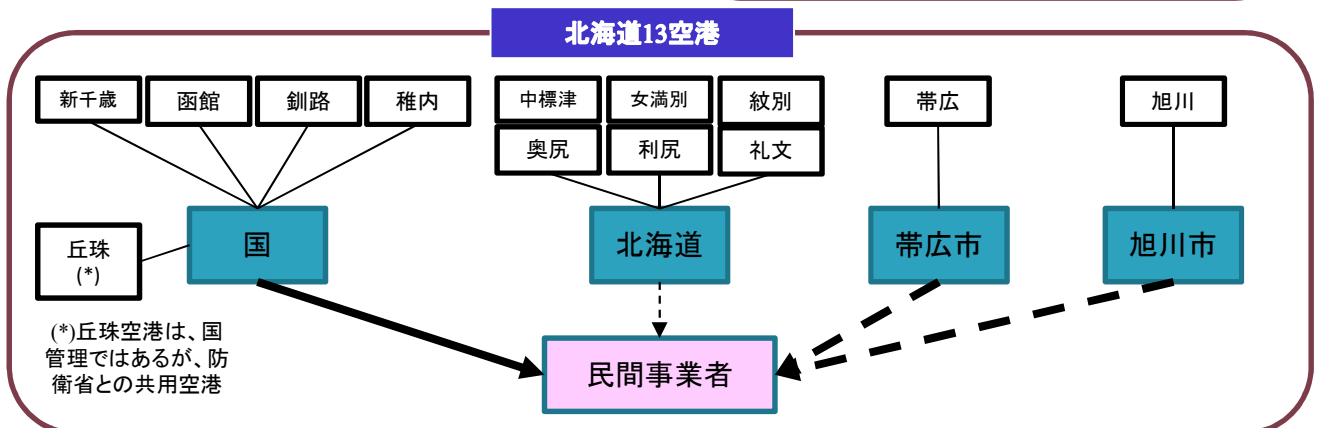 北海道13空港
新千歳
函館
釧路
稚内
中標津
女満別
紋別
帯広
旭川
奥尻
利尻
礼文
丘珠
(*)
国
北海道
帯広市
旭川市
(*)丘珠空港は、国
管理ではあるが、防
衛省との共用空港
民間事業者